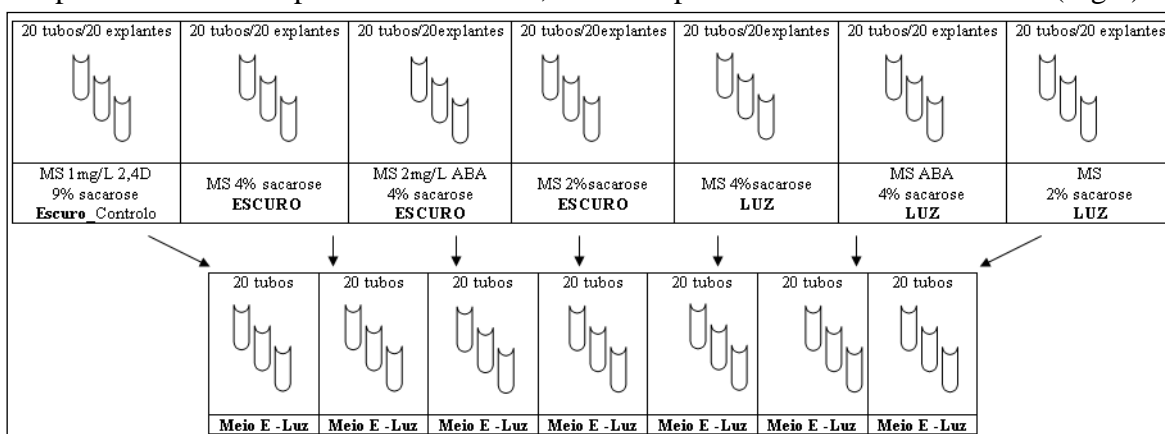 20 tubos/20 explantes
20 tubos/20 explantes
20 tubos/20explantes
20 tubos/20explantes
20 tubos/20explantes
20 tubos/20 explantes
20 tubos/20 explantes
MS 1mg/L 2,4D
9% sacarose
Escuro_Controlo
MS 4% sacarose
ESCURO
MS 2mg/L ABA
4% sacarose
ESCURO
MS 2%sacarose
ESCURO
MS 4%sacarose
LUZ
MS ABA
4% sacarose
LUZ
MS
2% sacarose
LUZ
20 tubos
20 tubos
20 tubos
20 tubos
20 tubos
20 tubos
20 tubos
Meio E -Luz
Meio E -Luz
Meio E -Luz
Meio E -Luz
Meio E -Luz
Meio E -Luz
Meio E -Luz